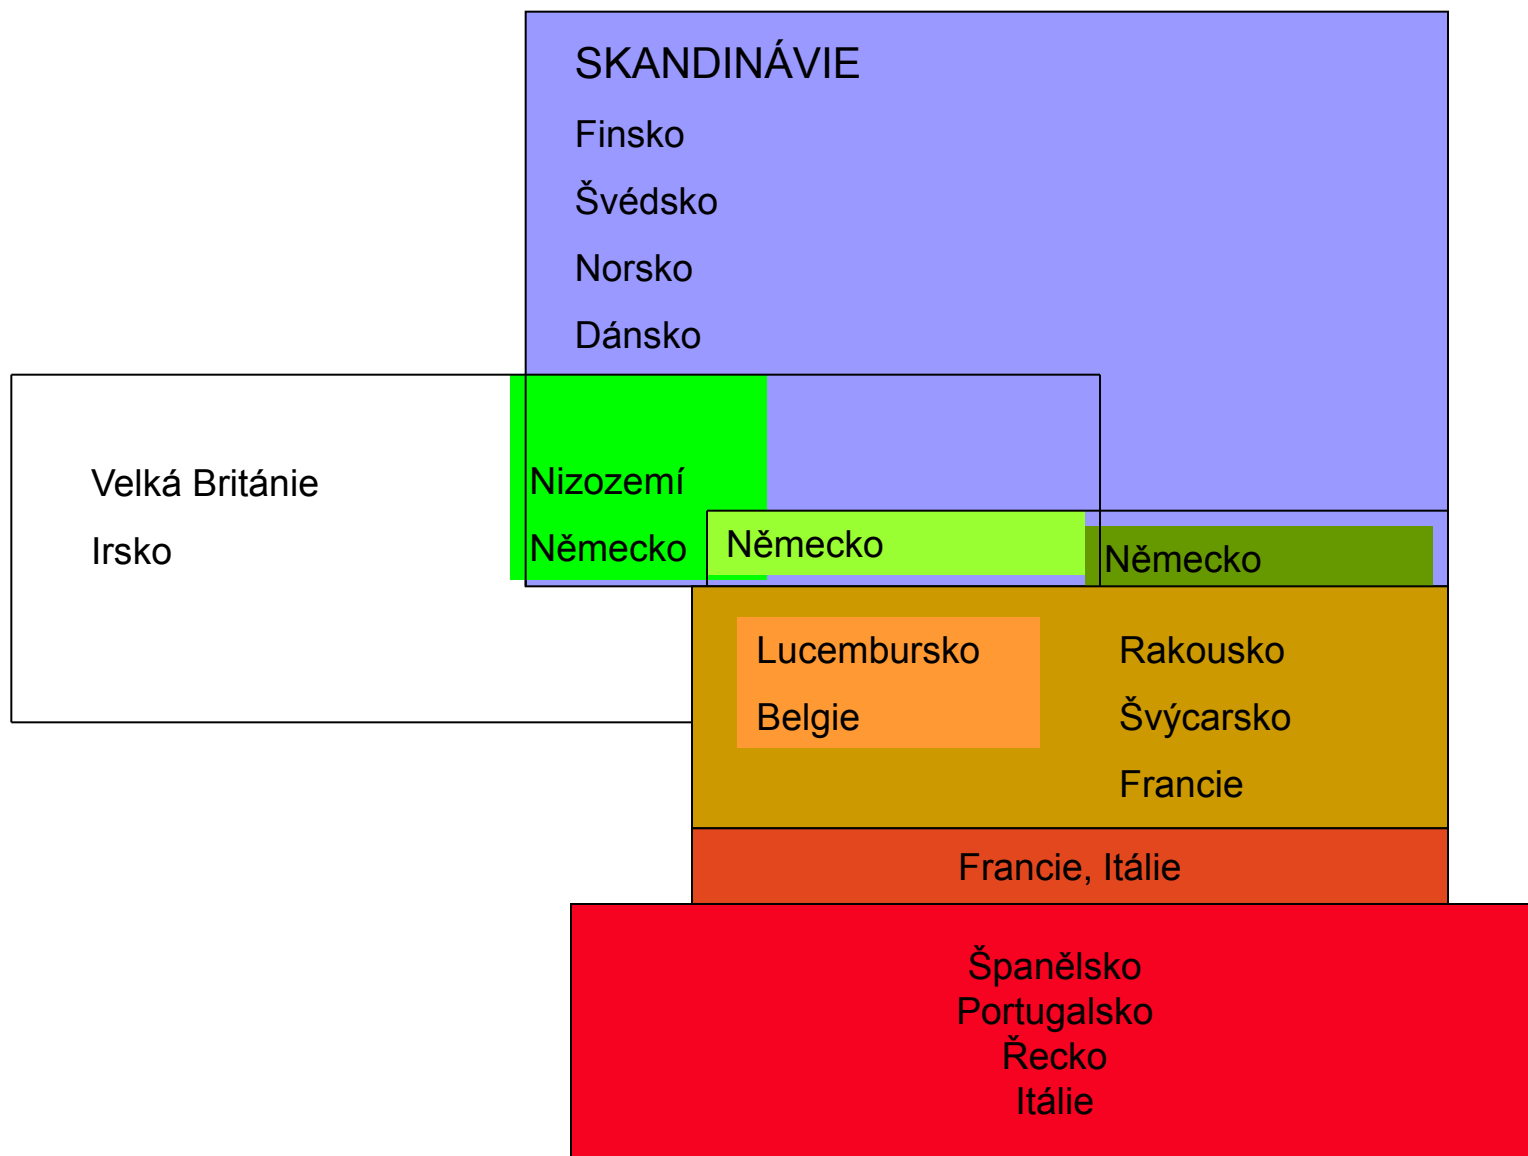 SKANDINÁVIE
Finsko
Švédsko
Norsko
Dánsko
Velká Británie
Irsko
Nizozemí
Německo
Německo
Německo
Lucembursko
Belgie
Rakousko
Švýcarsko
Francie
Francie, Itálie
Španělsko
Portugalsko
Řecko
Itálie